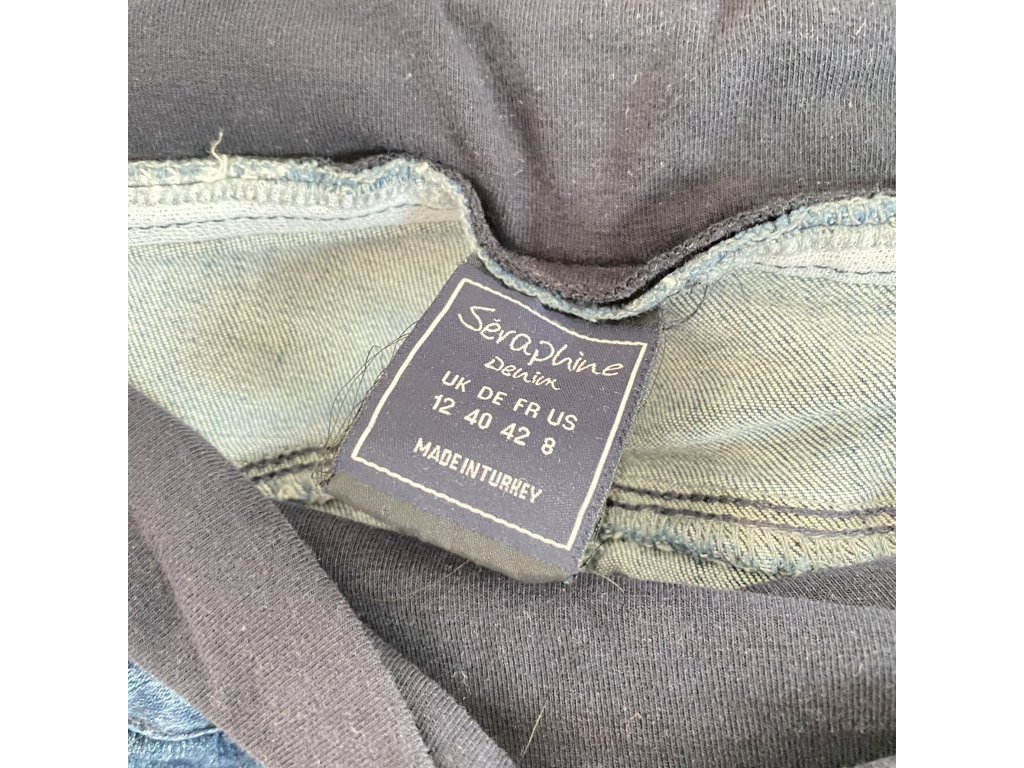 Séraphine
Denim
UK DE FR US
12 40 42 8
MADE IN TURKEY